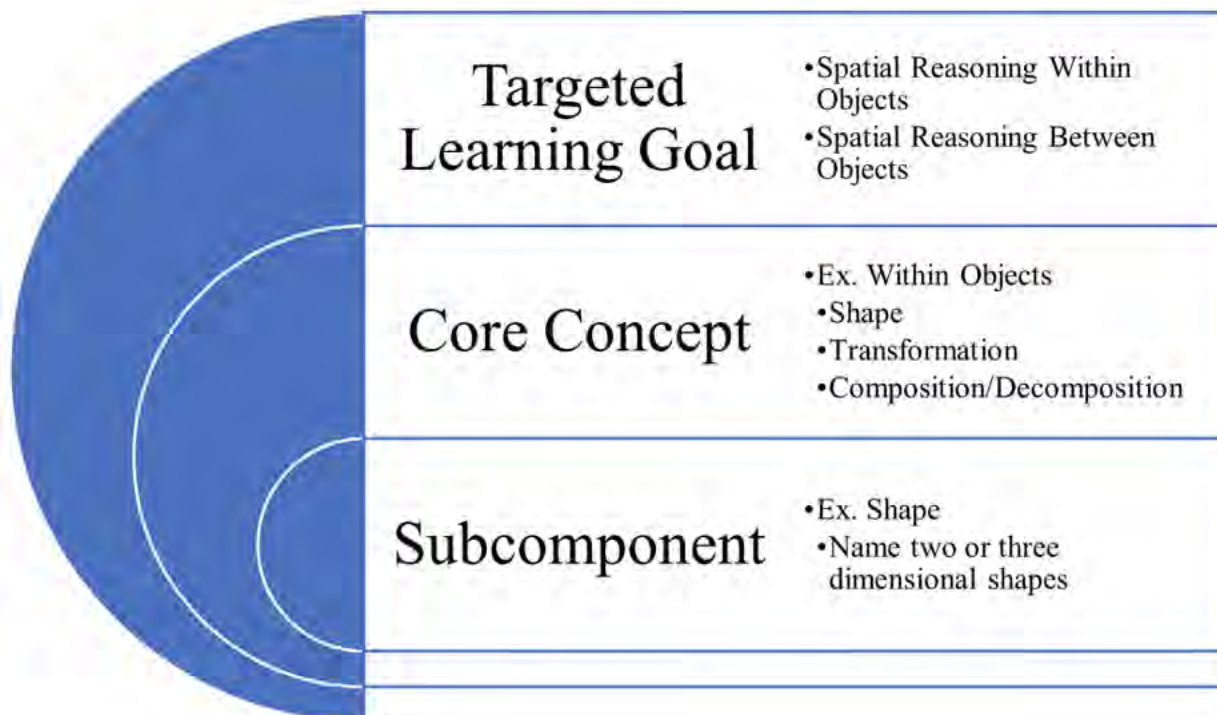 Targeted
Learning Goal
•Spatial Reasoning Within
Objects
•Spatial Reasoning Between
Objects
Core Concept
•Ex. Within Objects
•Shape
•Transformation
•Composition/Decomposition
Subcomponent
•Ex. Shape
•Name two or three
dimensional shapes